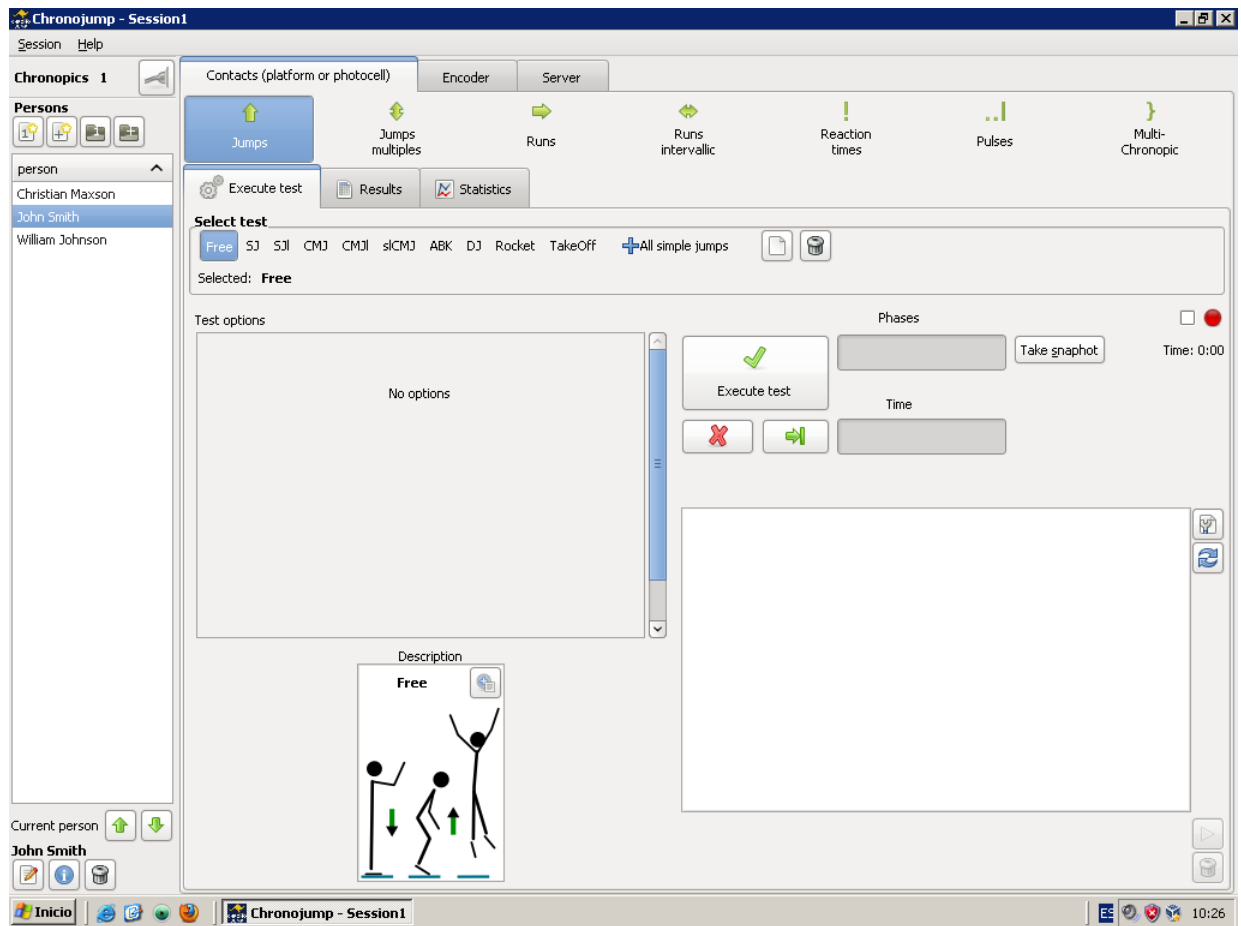 Chronojump - Session1
Session Help
Chronopics 1
Contacts (platform or photocell) Encoder Server
Persons
Jumps
Jumps multiples
Runs
Runs intervallic
Reaction times
Pulses
Multi-Chronopic
person
Christian Maxson
John Smith
William Johnson
Execute test Results Statistics
Select test
Free SJ SJl CMJ CMJl slCMJ ABK DJ Rocket TakeOff All simple jumps
Selected: Free
Test options
No options
Phases
Execute test
Take snaphot
Time: 0:00
Time
Description
Free
Current person
John Smith
Inicio
Chronojump - Session1
ES
10:26